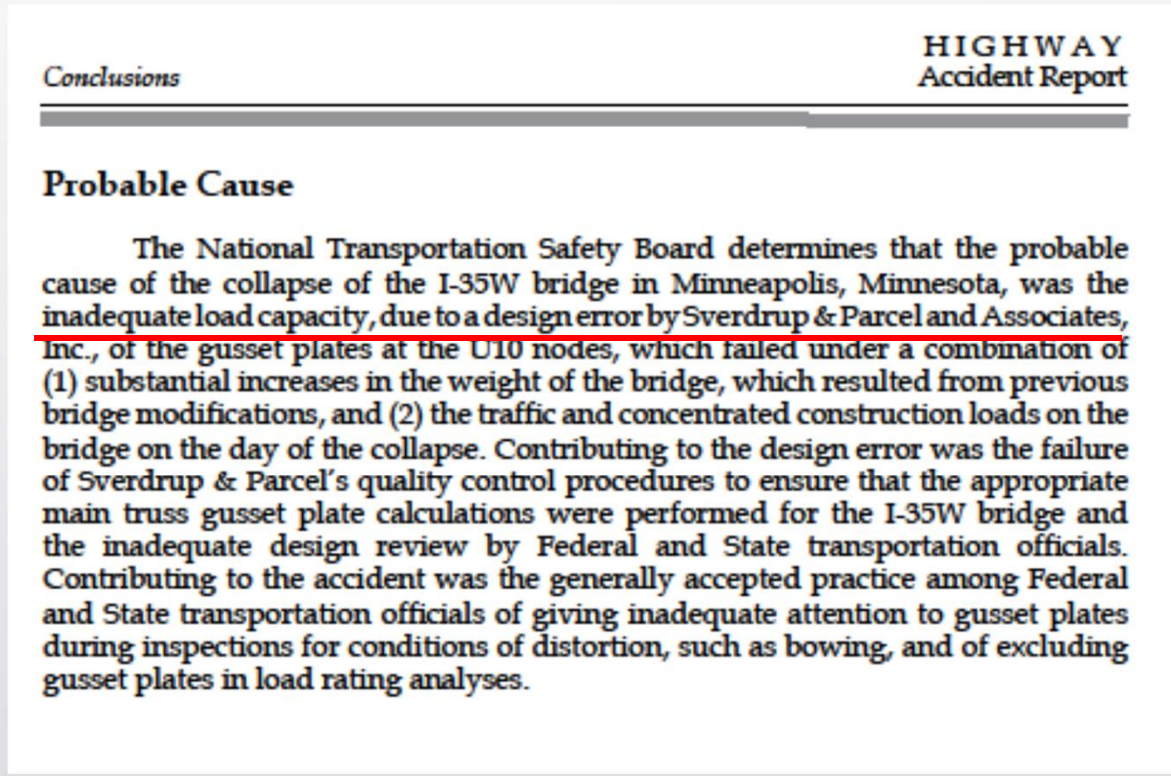 HIGHWAY
Conclusions Accident Report
Probable Cause
The National Transportation Safety Board determines that the probable
cause of the collapse of the I-35W bridge in Minneapolis, Minnesota, was the
inadequate load capacity, due to a design error by Sverdrup & Parcel and Associates,
Inc., of the gusset plates at the U10 nodes, which failed under a combination of
(1) substantial increases in the weight of the bridge, which resulted from previous
bridge modifications, and (2) the traffic and concentrated construction loads on the
bridge on the day of the collapse. Contributing to the design error was the failure
of Sverdrup & Parcel's quality control procedures to ensure that the appropriate
main truss gusset plate calculations were performed for the I-35W bridge and
the inadequate design review by Federal and State transportation officials.
Contributing to the accident was the generally accepted practice among Federal
and State transportation officials of giving inadequate attention to gusset plates
during inspections for conditions of distortion, such as bowing, and of excluding
gusset plates in load rating analyses.